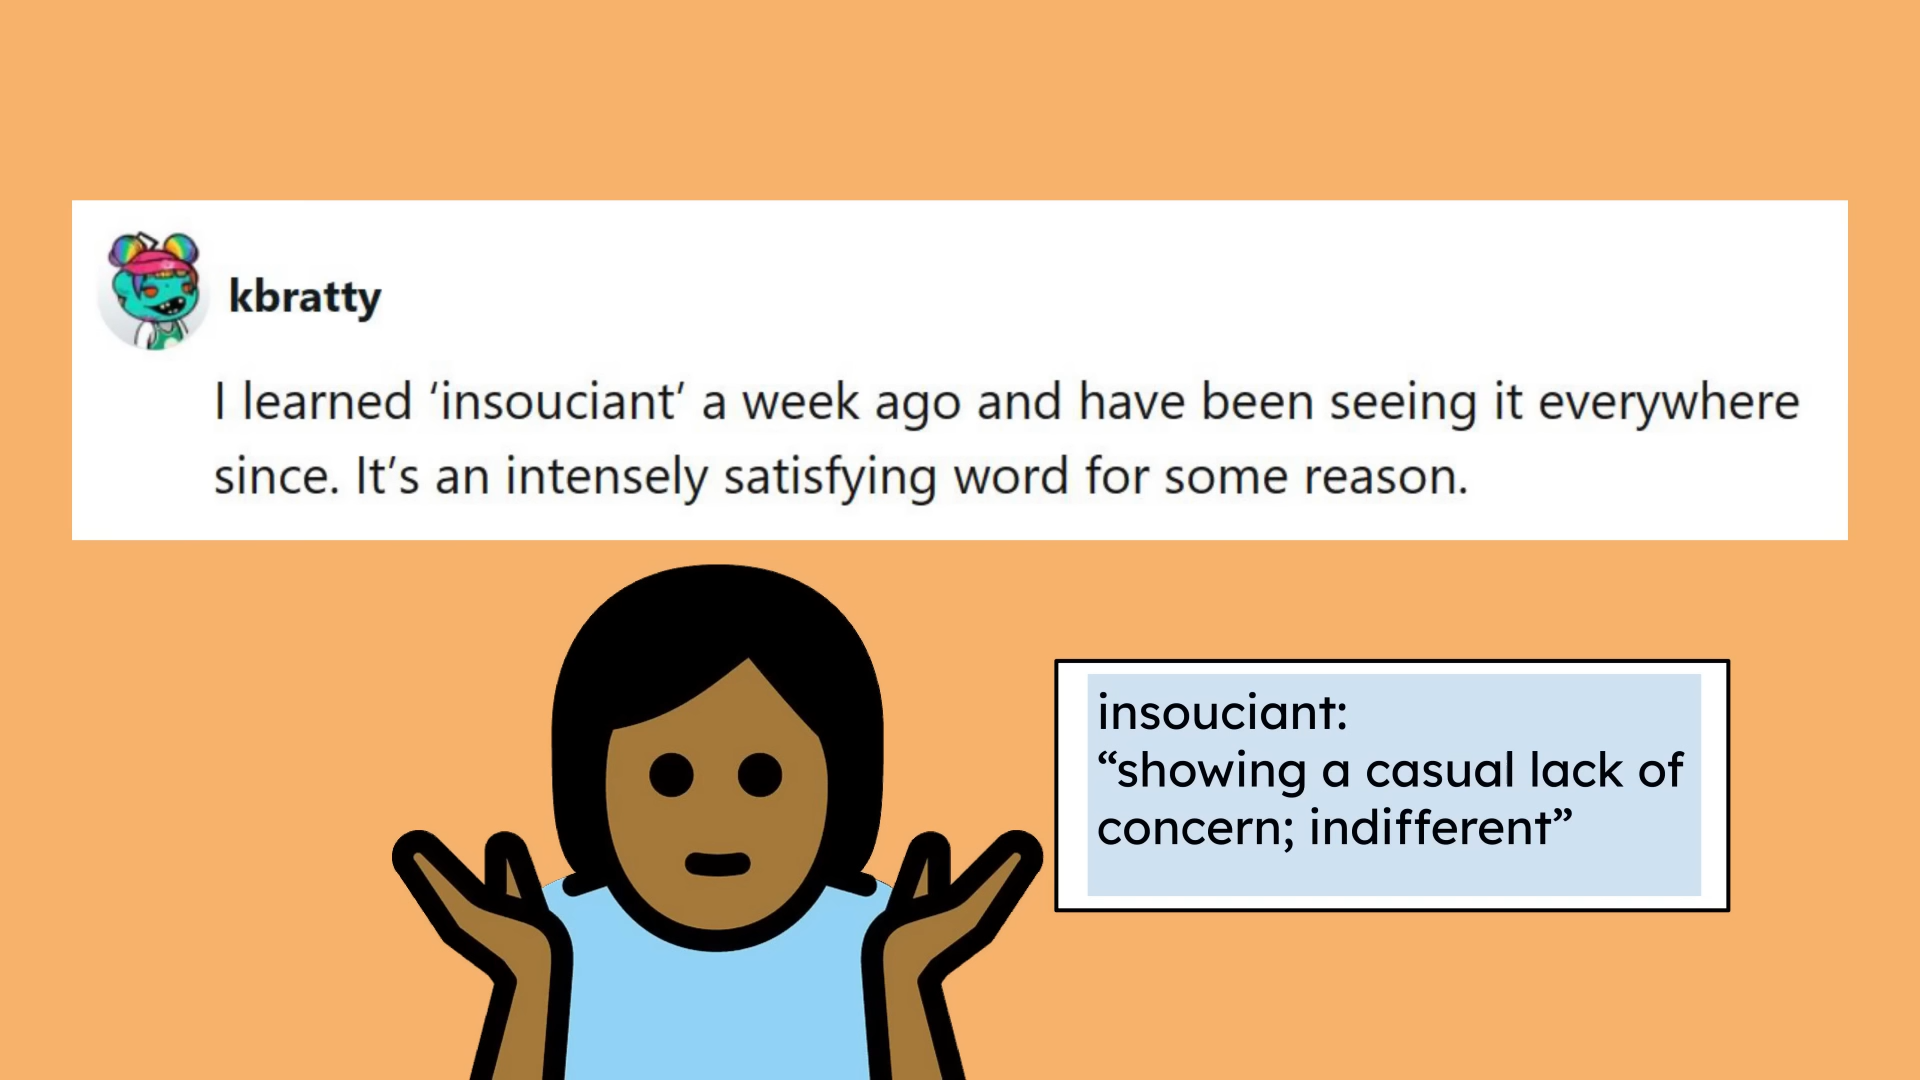 kbratty
I learned ‘insouciant’ a week ago and have been seeing it everywhere
since. It’s an intensely satisfying word for some reason.
insouciant:
“showing a casual lack of
concern; indifferent”